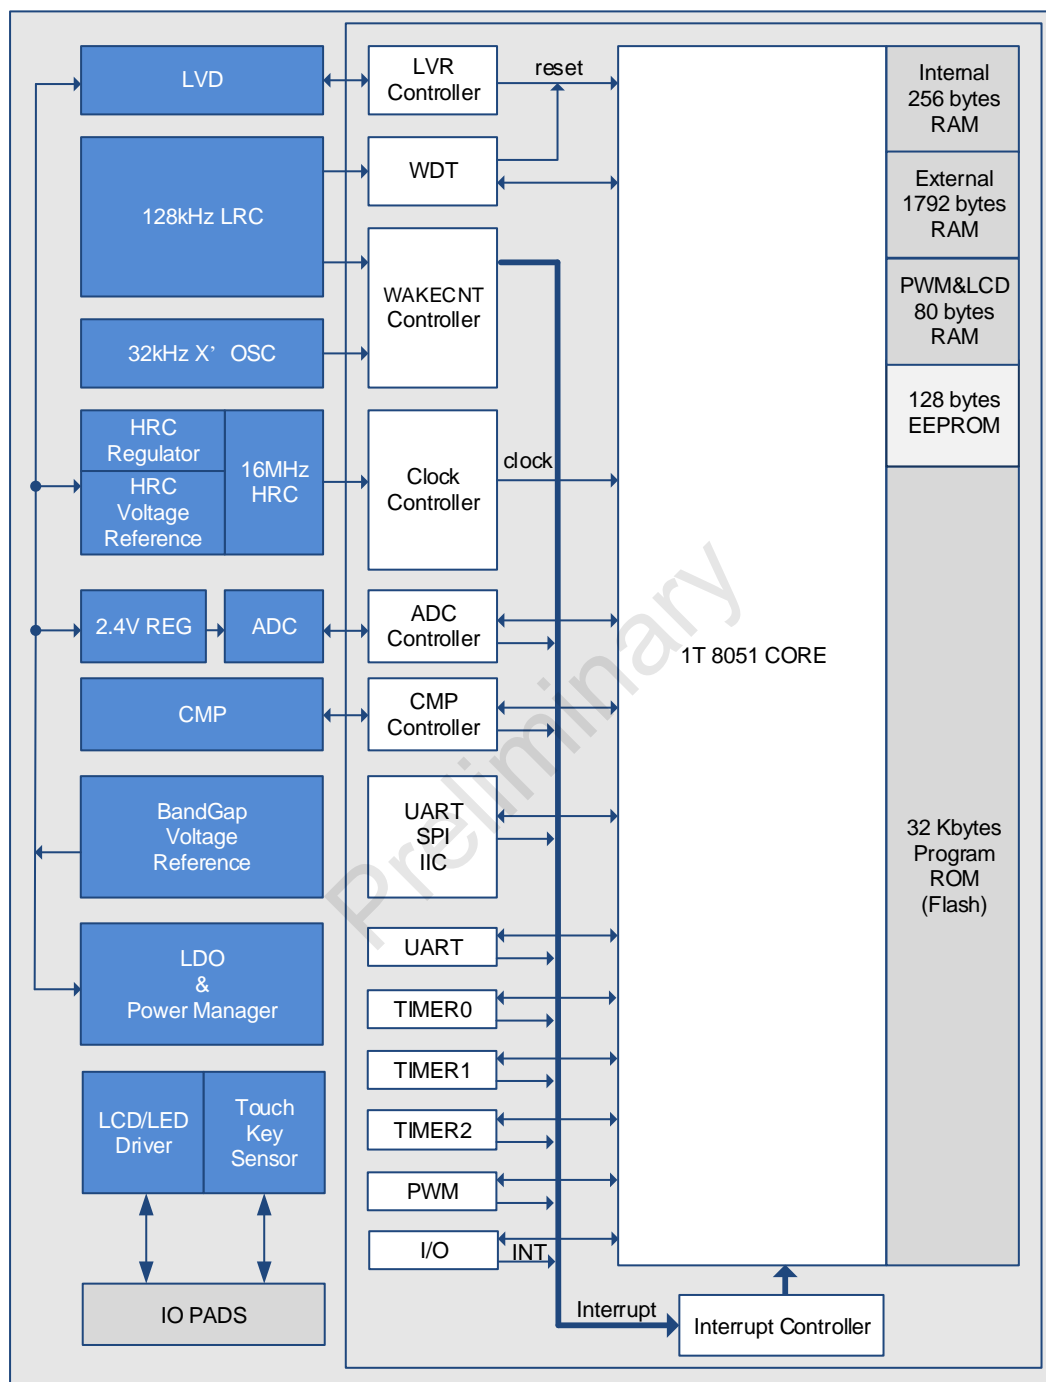 LVD
LVR
Controller
reset
Internal
256 bytes
RAM
128kHz LRC
WDT
External
1792 bytes
RAM
WAKECNT
Controller
PWM&LCD
80 bytes
RAM
32kHz X’ OSC
128 bytes
EEPROM
HRC
Regulator
HRC
Voltage
Reference
16MHz
HRC
Clock
Controller
clock
2.4V REG
ADC
ADC
Controller
1T 8051 CORE
CMP
CMP
Controller
BandGap
Voltage
Reference
UART
SPI
IIC
32 Kbytes
Program
ROM
(Flash)
LDO
&
Power Manager
UART
TIMER0
TIMER1
TIMER2
PWM
I/O
INT
LCD/LED
Driver
Touch
Key
Sensor
IO PADS
Interrupt
Interrupt Controller
Preliminary